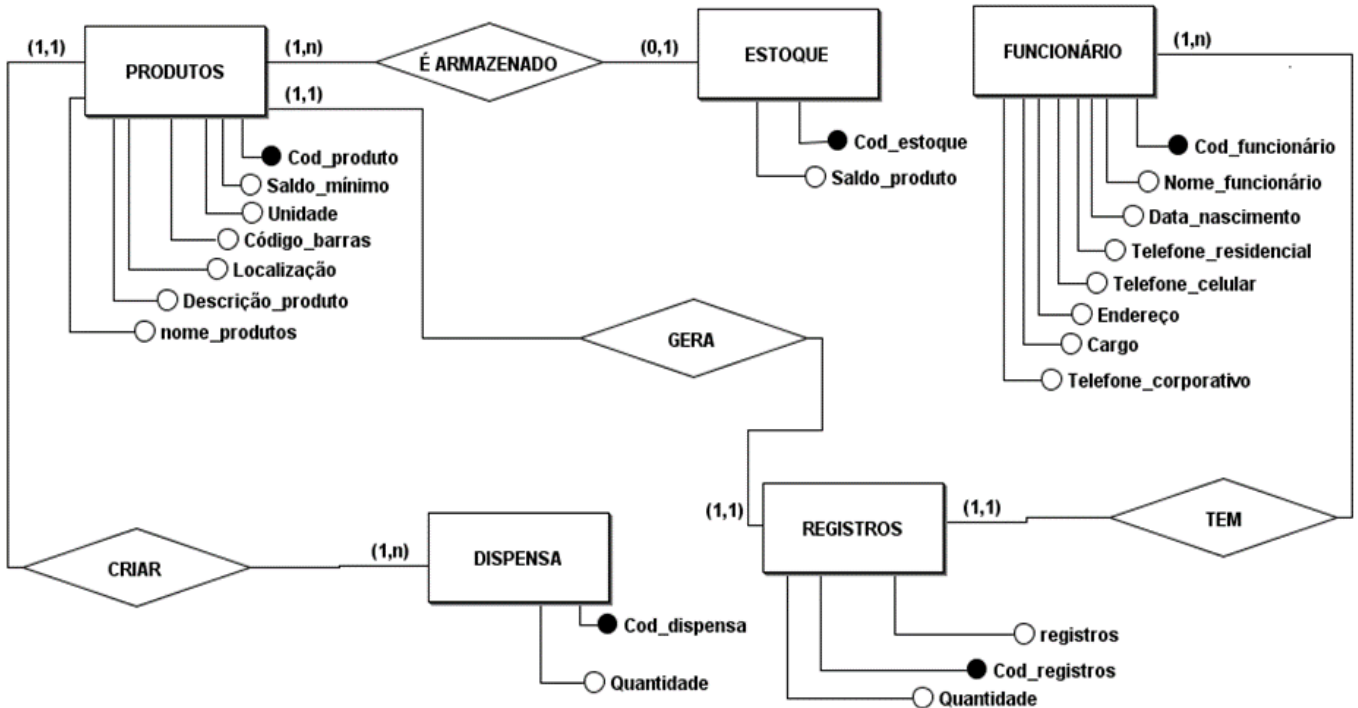 (1,1)
PRODUTOS
(1,n)
É ARMAZENADO
(0,1)
ESTOQUE
FUNCIONÁRIO
(1,n)
(1,1)
Cod_produto
Saldo_mínimo
Unidade
Código_barras
Localização
Descrição_produto
nome_produtos
Cod_estoque
Saldo_produto
Cod_funcionário
Nome_funcionário
Data_nascimento
Telefone_residencial
Telefone_celular
Endereço
Cargo
Telefone_corporativo
GERA
(1,1)
REGISTROS
(1,1)
TEM
CRIAR
(1,n)
DISPENSA
Cod_dispensa
Quantidade
registros
Cod_registros
Quantidade